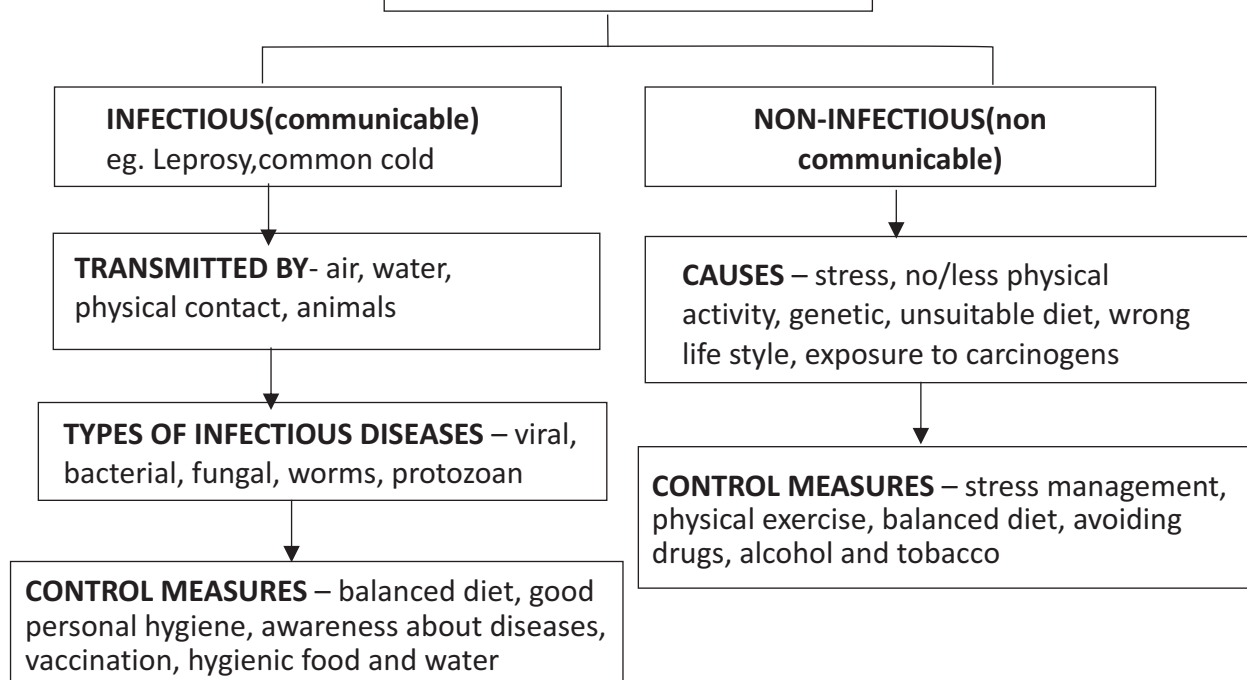 INFECTIOUS(communicable)
eg. Leprosy,common cold
TRANSMITTED BY- air, water,
physical contact, animals
TYPES OF INFECTIOUS DISEASES – viral,
bacterial, fungal, worms, protozoan
CONTROL MEASURES – balanced diet, good
personal hygiene, awareness about diseases,
vaccination, hygienic food and water
NON-INFECTIOUS(non
communicable)
CAUSES – stress, no/less physical
activity, genetic, unsuitable diet, wrong
life style, exposure to carcinogens
CONTROL MEASURES – stress management,
physical exercise, balanced diet, avoiding
drugs, alcohol and tobacco